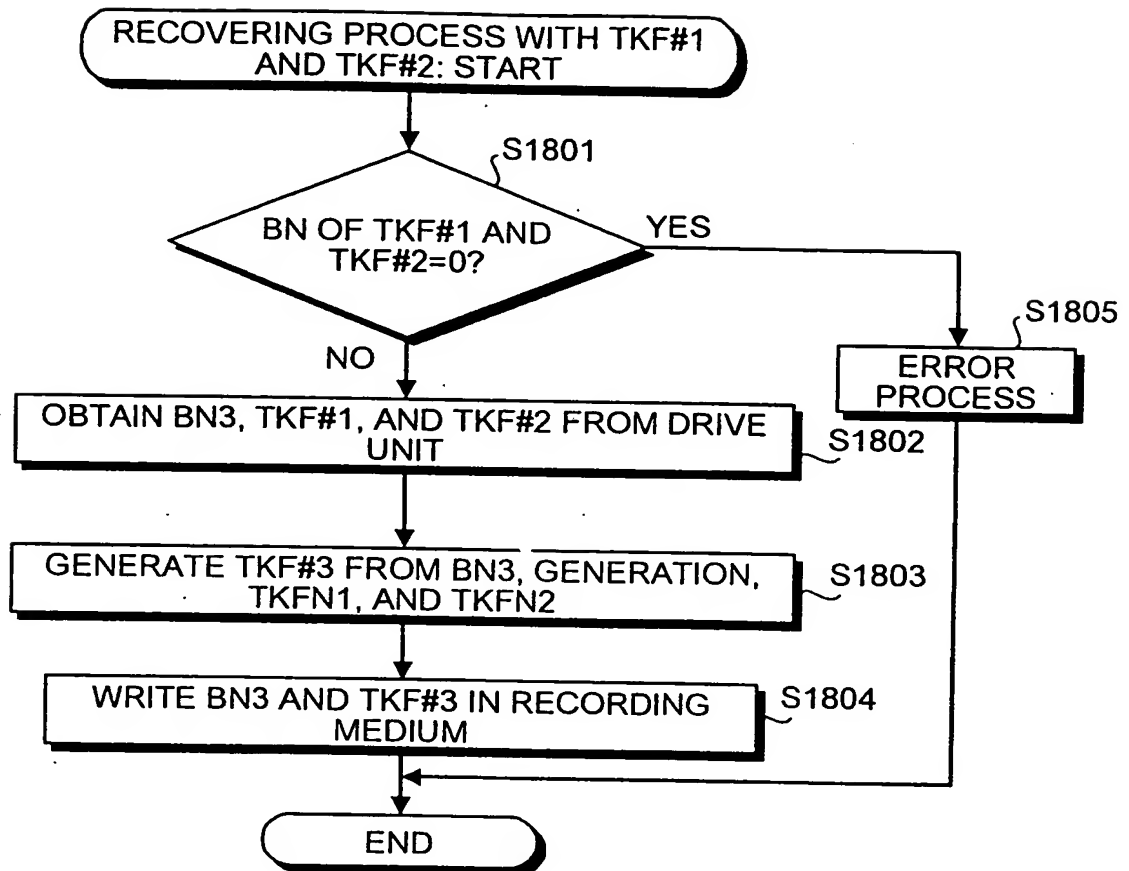 RECOVERING PROCESS WITH TKF#1
AND TKF#2: START
S1801
BN OF TKF#1 AND
TKF#2=0?
YES
NO
S1805
ERROR
PROCESS
OBTAIN BN3, TKF#1, AND TKF#2 FROM DRIVE
UNIT
S1802
GENERATE TKF#3 FROM BN3, GENERATION,
TKFN1, AND TKFN2
S1803
WRITE BN3 AND TKF#3 IN RECORDING
MEDIUM
S1804
END